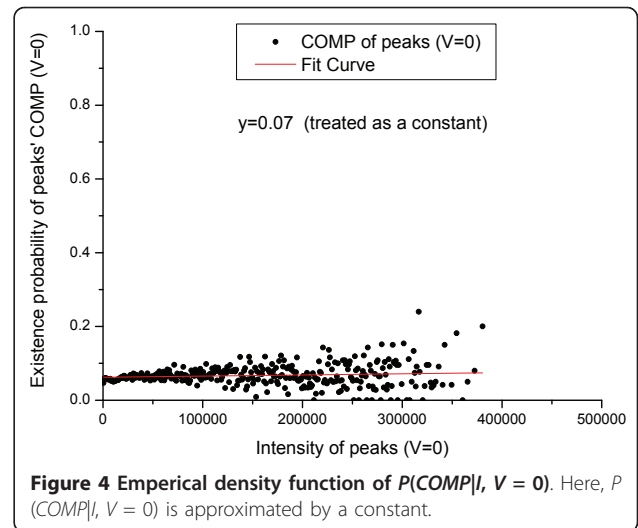 1.0
0.8
0.6
0.4
0.2
0.0
0
100000
200000
300000
400000
500000
Existence probability of peaks' COMP (V=0)
COMP of peaks (V=0)
Fit Curve
y=0.07 (treated as a constant)
Intensity of peaks (V=0)
Figure 4 Emperical density function of P(COMP|I, V = 0). Here, P
(COMP|I, V = 0) is approximated by a constant.